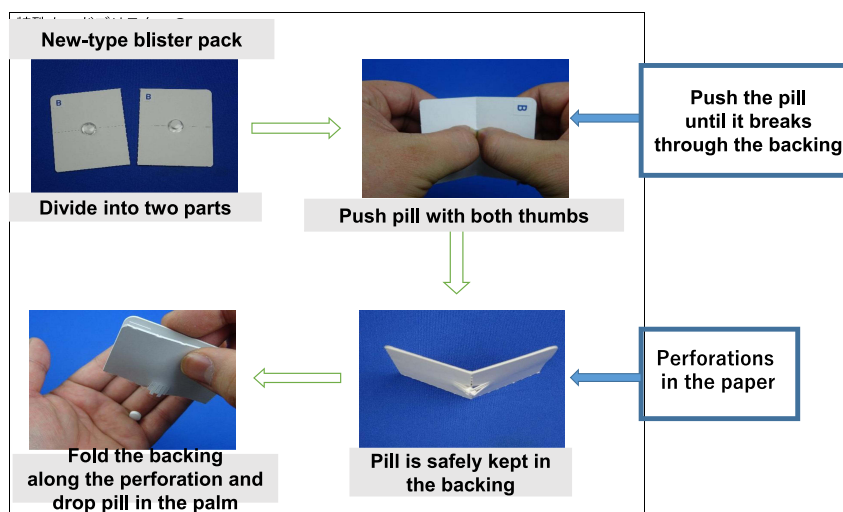 New-type blister pack
B
B
B
Divide into two parts
Push pill with both thumbs
Push the pill
until it breaks
through the backing
Fold the backing
along the perforation and
drop pill in the palm
Pill is safely kept in
the backing
Perforations
in the paper